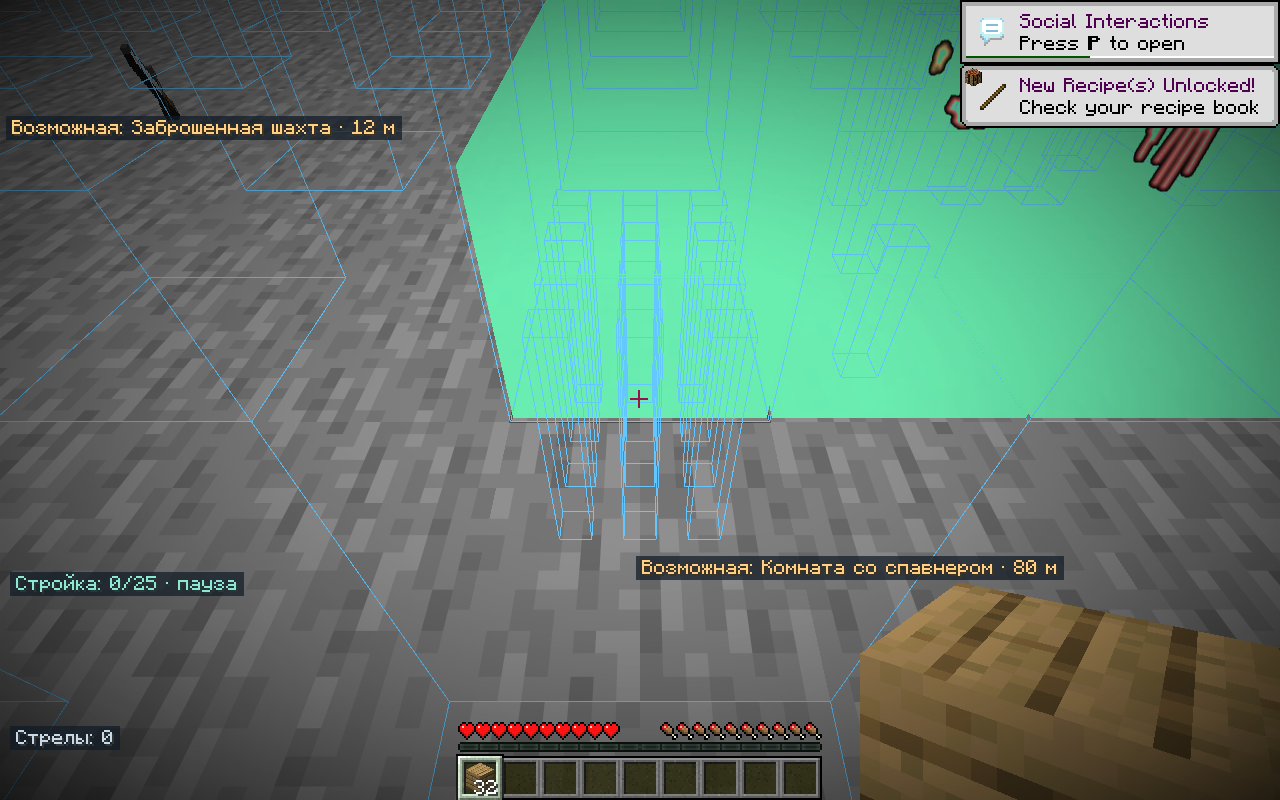 Social Interactions
Press P to open
New Recipe(s) Unlocked!
Check your recipe book
Возможная: Заброшенная шахта · 12 м
Возможная: Комната со спавнером · 80 м
Стройка: 0/25 · пауза
Стрелы: 0
32